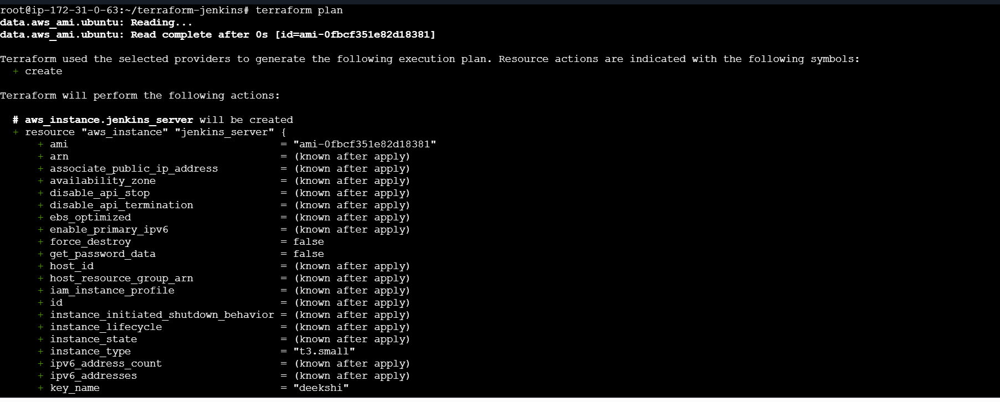 root@ip-172-31-0-63:~/terraform-jenkins# terraform plan
data.aws_ami.ubuntu: Reading...
data.aws_ami.ubuntu: Read complete after 0s [id=ami-0fbcf351e82d18381]
Terraform used the selected providers to generate the following execution plan. Resource actions are indicated with the following symbols:
  + create
Terraform will perform the following actions:
  # aws_instance.jenkins_server will be created
  + resource "aws_instance" "jenkins_server" {
      + ami                                  = "ami-0fbcf351e82d18381"
      + arn                                  = (known after apply)
      + associate_public_ip_address          = (known after apply)
      + availability_zone                    = (known after apply)
      + disable_api_stop                     = (known after apply)
      + disable_api_termination              = (known after apply)
      + ebs_optimized                        = (known after apply)
      + enable_primary_ipv6                  = (known after apply)
      + force_destroy                        = false
      + get_password_data                    = false
      + host_id                              = (known after apply)
      + host_resource_group_arn              = (known after apply)
      + iam_instance_profile                 = (known after apply)
      + id                                   = (known after apply)
      + instance_initiated_shutdown_behavior = (known after apply)
      + instance_lifecycle                   = (known after apply)
      + instance_state                       = (known after apply)
      + instance_type                        = "t3.small"
      + ipv6_address_count                   = (known after apply)
      + ipv6_addresses                       = (known after apply)
      + key_name                             = "deekshi"